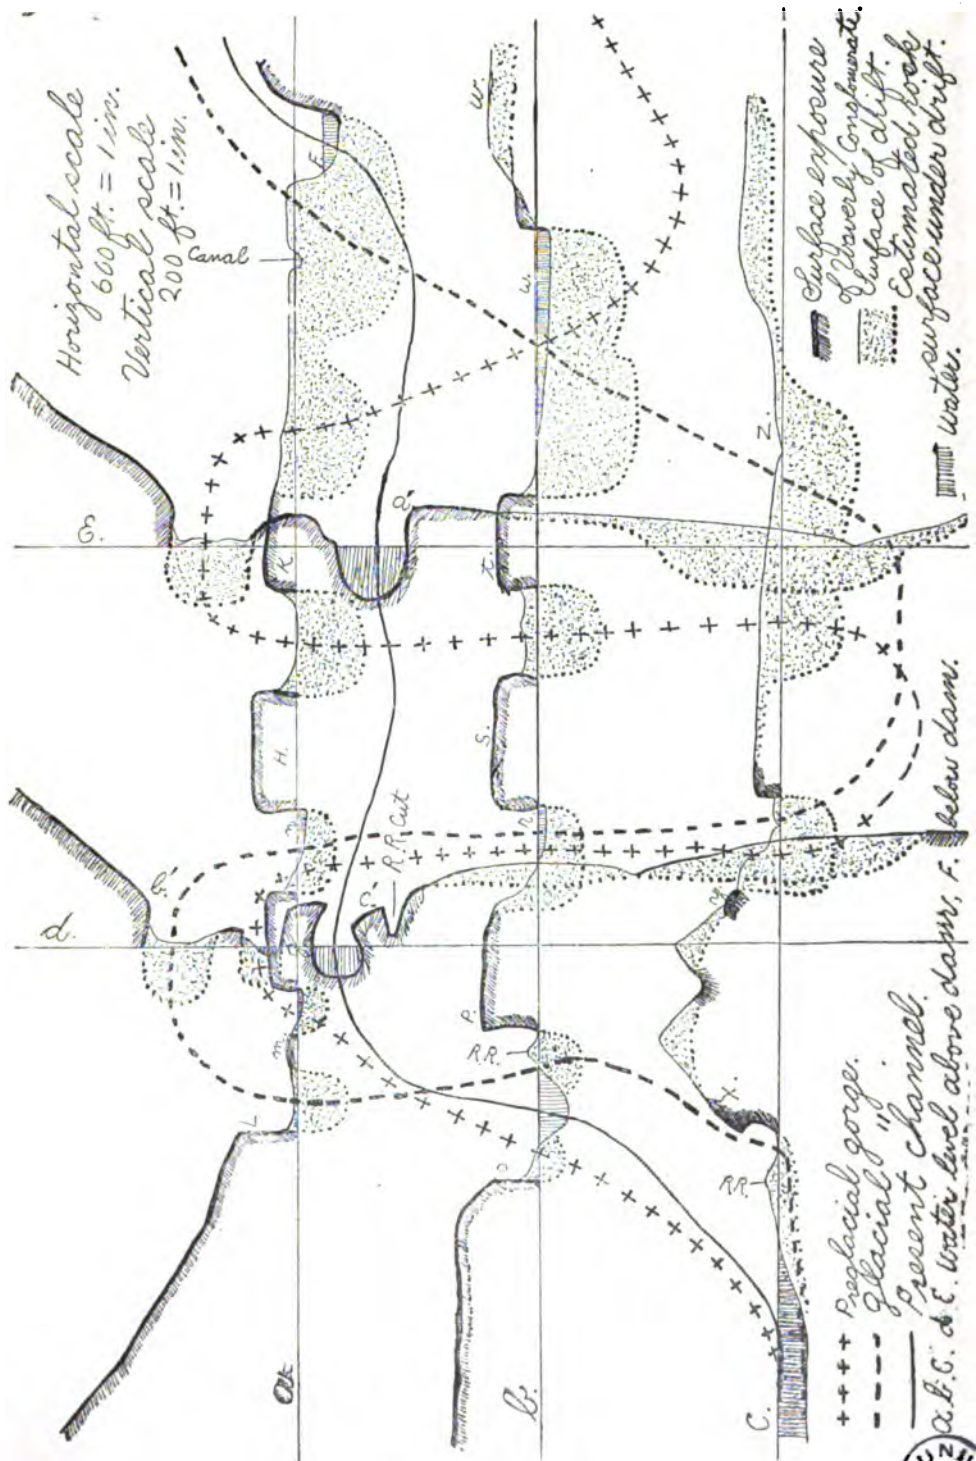 Horizontal scale
600 ft. = 1 in.
Vertical scale
200 ft. = 1 in.
Canal
F
E.
K
a'
H.
n
b'
d.
c'
R.R. Cut
m.
L
a
w.
w.
t
S.
r
P.
R.R.
o
b.
Z
y
X.
R.R.
C.
Surface exposure
of Waverly Conglomerate.
Surface of drift.
Estimated rock
surface under drift.
water.
+++ Preglacial gorge.
--- glacial "
Present channel.
a. b. C. d. E. water level above dam, F. below dam.
N